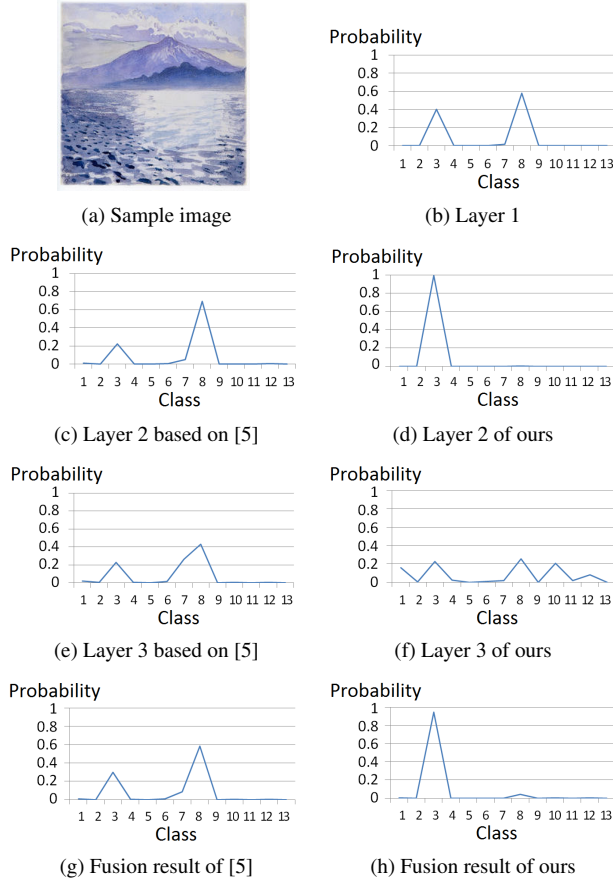 (a) Sample image
Probability
1
0.8
0.6
0.4
0.2
0
1 2 3 4 5 6 7 8 9 10 11 12 13
Class
(b) Layer 1
Probability
1
0.8
0.6
0.4
0.2
0
1 2 3 4 5 6 7 8 9 10 11 12 13
Class
(c) Layer 2 based on [5]
Probability
1
0.8
0.6
0.4
0.2
0
1 2 3 4 5 6 7 8 9 10 11 12 13
Class
(d) Layer 2 of ours
Probability
1
0.8
0.6
0.4
0.2
0
1 2 3 4 5 6 7 8 9 10 11 12 13
Class
(e) Layer 3 based on [5]
Probability
1
0.8
0.6
0.4
0.2
0
1 2 3 4 5 6 7 8 9 10 11 12 13
Class
(f) Layer 3 of ours
Probability
1
0.8
0.6
0.4
0.2
0
1 2 3 4 5 6 7 8 9 10 11 12 13
Class
(g) Fusion result of [5]
Probability
1
0.8
0.6
0.4
0.2
0
1 2 3 4 5 6 7 8 9 10 11 12 13
Class
(h) Fusion result of ours